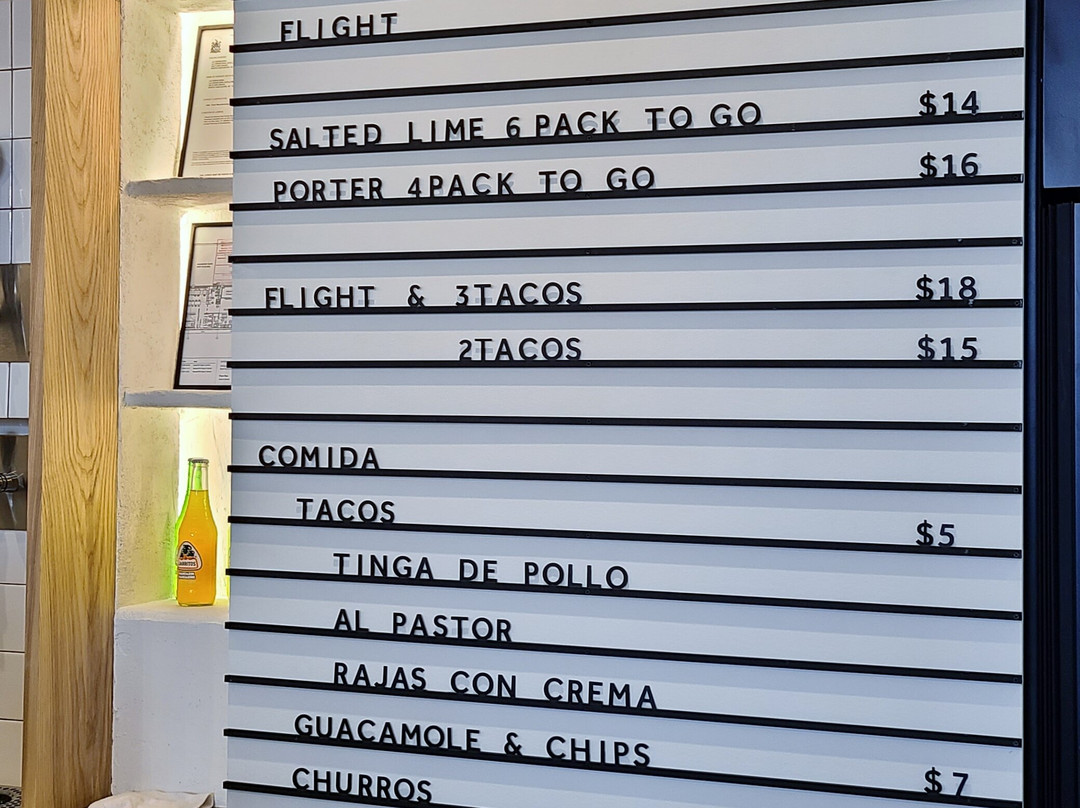 FLIGHT
SALTED LIME 6 PACK TO GO $14
PORTER 4PACK TO GO $16
FLIGHT & 3TACOS $18
2TACOS $15
COMIDA
TACOS $5
TINGA DE POLLO
AL PASTOR
RAJAS CON CREMA
GUACAMOLE & CHIPS
CHURROS $7